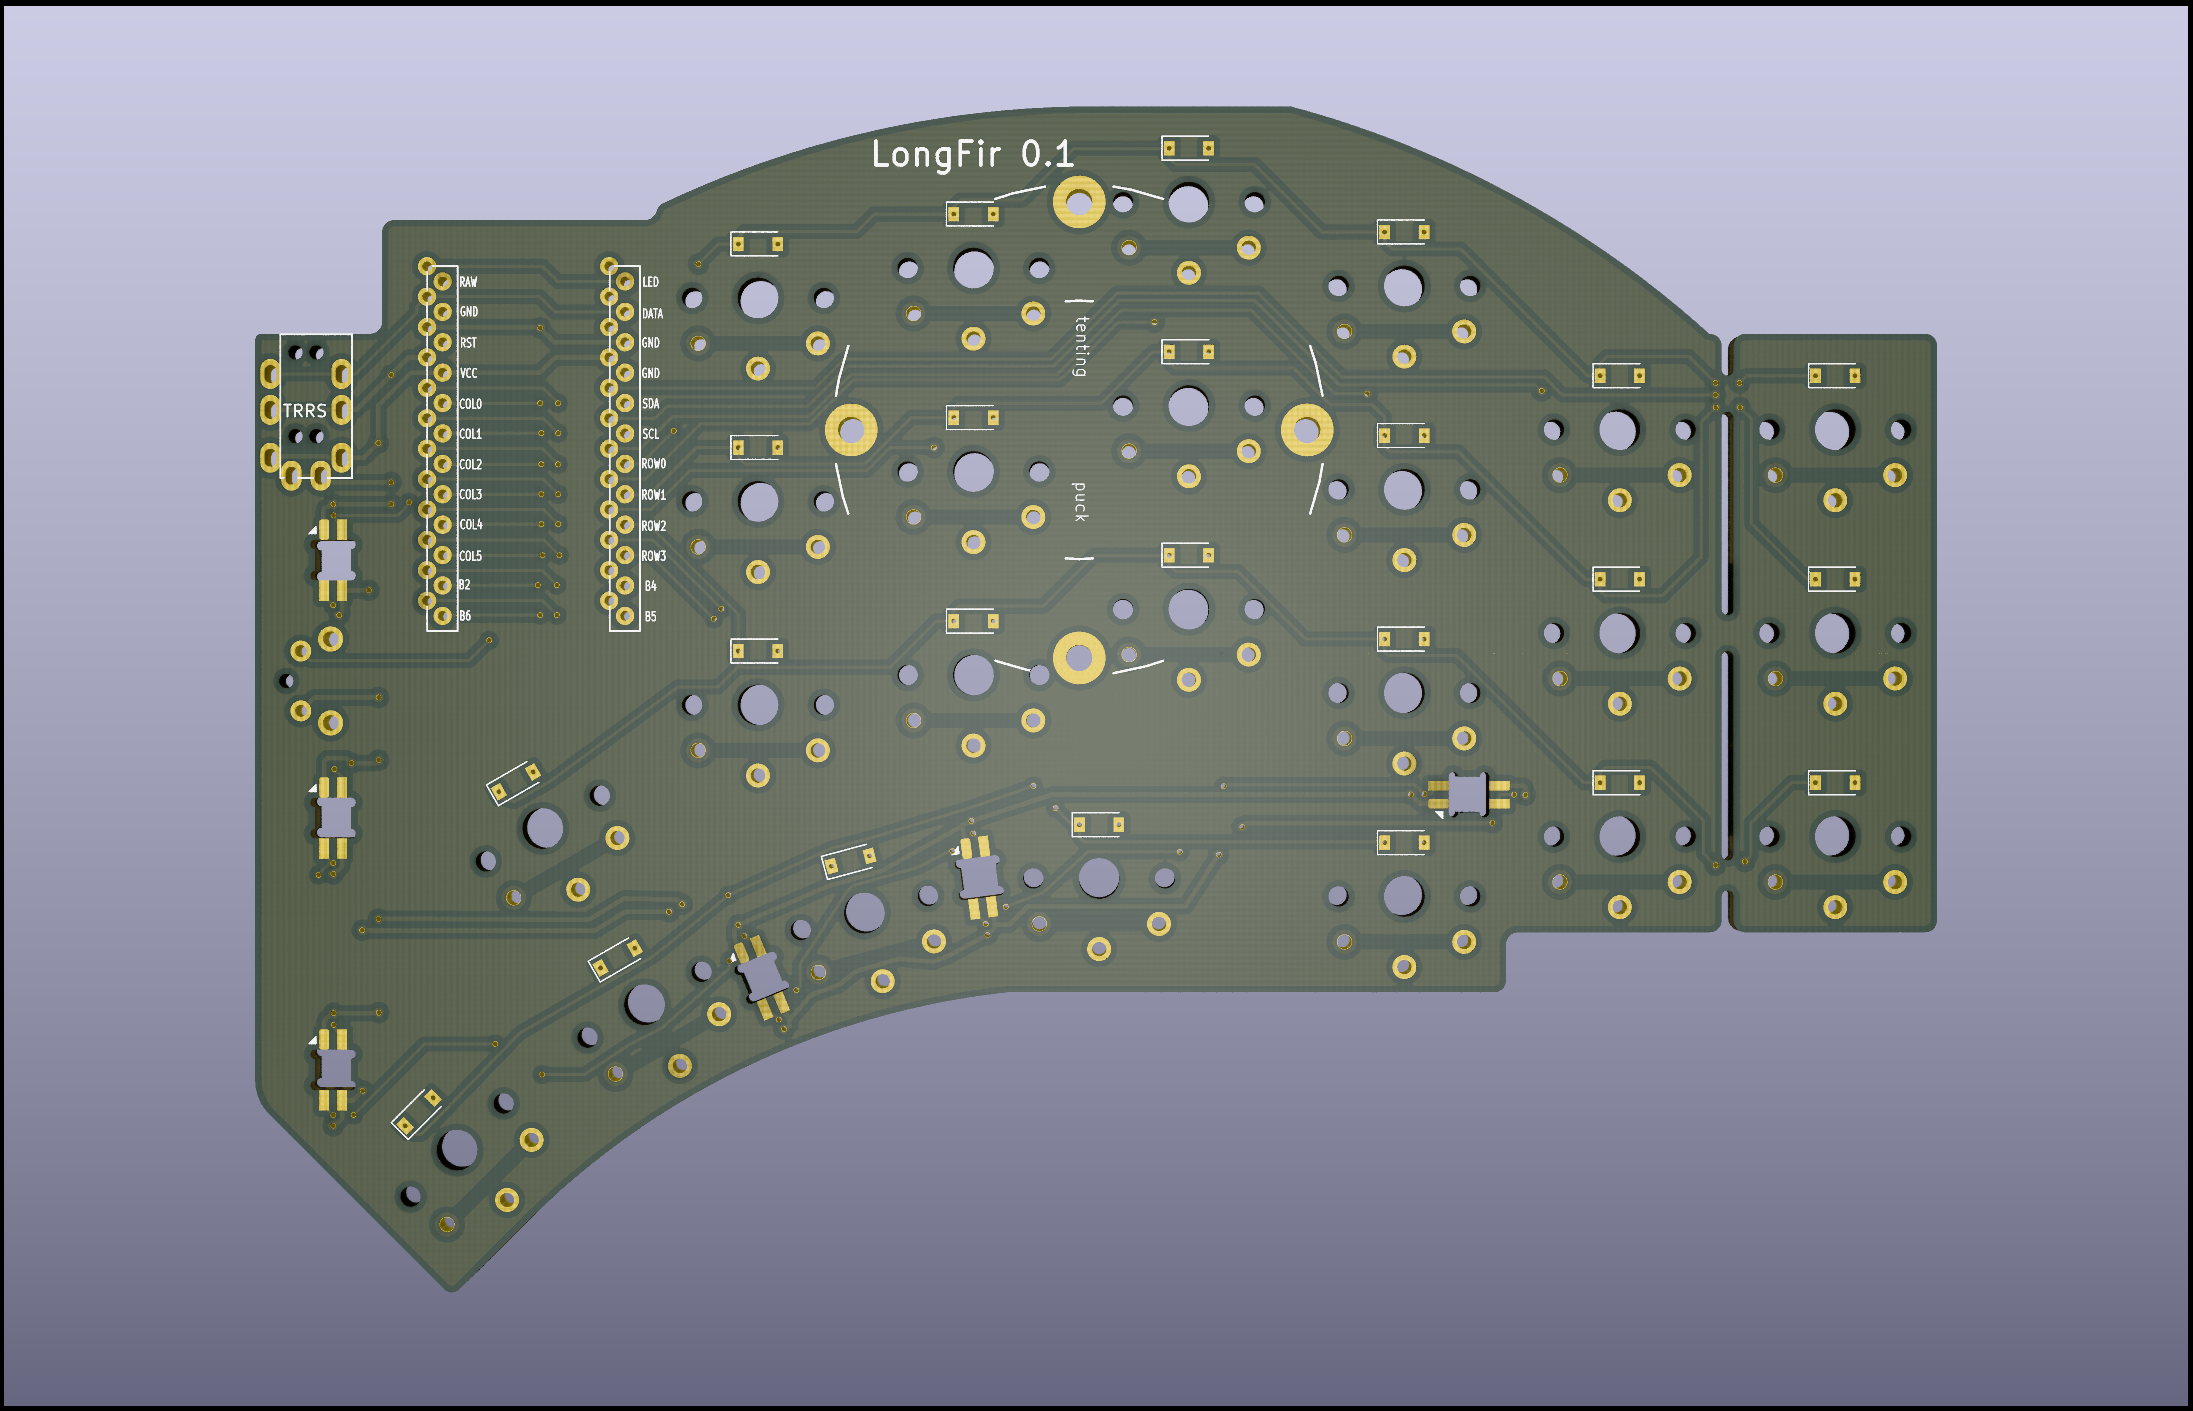 LongFir 0.1
RAW
GND
RST
VCC
COL0
COL1
COL2
COL3
COL4
COL5
B2
B6
LED
DATA
GND
GND
SDA
SCL
ROW0
ROW1
ROW2
ROW3
B4
B5
TRRS
tenting
puck